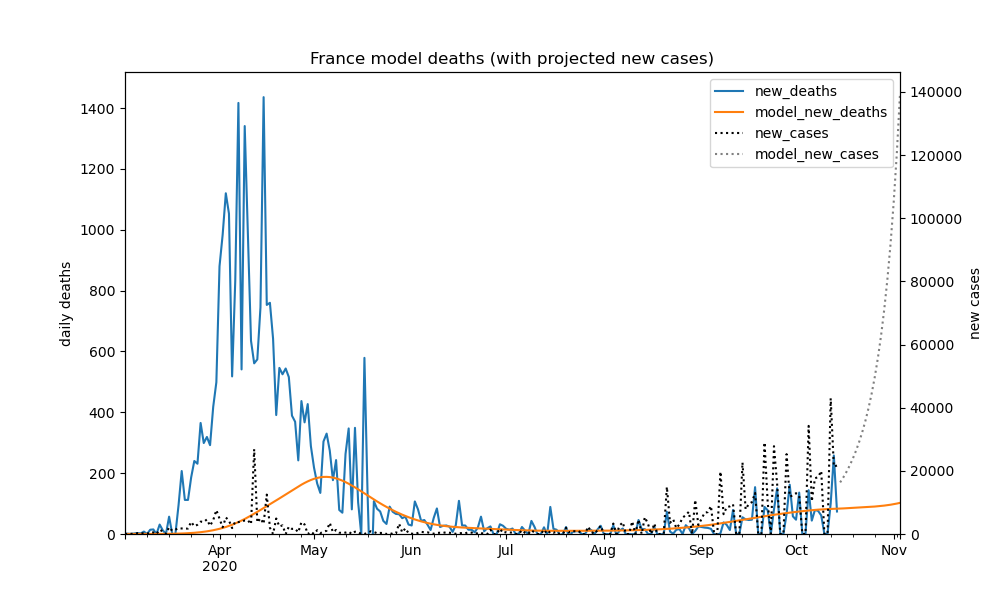 France model deaths (with projected new cases)
new_deaths
model_new_deaths
new_cases
model_new_cases
daily deaths
1400
1200
1000
800
600
400
200
0
140000
120000
100000
80000
60000
40000
20000
0
new cases
Apr May Jun Jul Aug Sep Oct Nov
2020